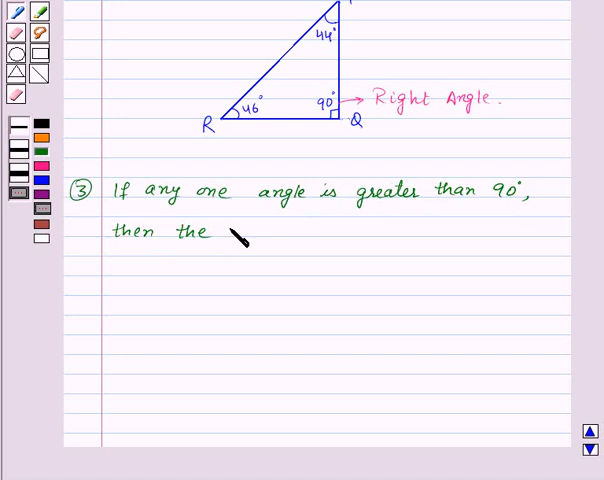 44°
46°
90°
Right Angle.
R
Q
③ If any one angle is greater than 90°,
then the